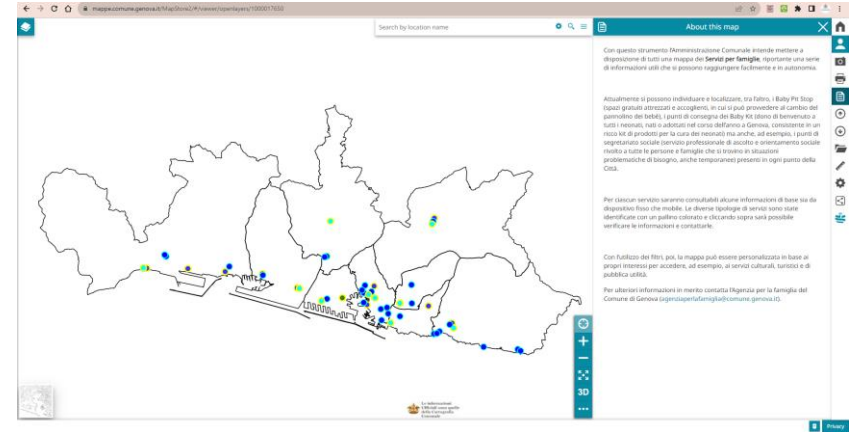 mappe.comune.genova.it/MapStore2/#/viewer/openlayers/1000017650
Search by location name
About this map
Con questo strumento l'Amministrazione Comunale intende mettere a
disposizione di tutti una mappa dei Servizi per famiglie, riportante una serie
di informazioni utili che si possono raggiungere facilmente e in autonomia.
Attualmente si possono individuare e localizzare, tra l'altro, i Baby Pit Stop
(spazi gratuiti attrezzati e accoglienti, in cui si può provvedere al cambio del
pannolino dei bebè), i punti di consegna dei Baby Kit (dono di benvenuto a
tutti i neonati, nati o adottati nel corsa dell'anno a Genova, consistente in un
ricco kit di prodotti per la cura dei neonati) ma anche, ad esempio, i punti di
segretariato sociale (servizio professionale di ascolto e orientamento sociale
rivolto a tutte le persone e famiglie che si trovino in situazioni
problematiche di bisogno, anche temporanee) presenti in ogni punto della
Città.
Per ciascun servizio saranno consultabili alcune informazioni di base sia da
dispositivo fisso che mobile. Le diverse tipologie di servizi sono state
identificate con un pallino colorato e cliccando sopra sarà possibile
verificare le informazioni e contattarle.
Con l'utilizzo dei filtri, poi, la mappa può essere personalizzata in base ai
propri interessi per accedere, ad esempio, ai servizi culturali, turistici e di
pubblica utilità.
Per ulteriori informazioni in merito contatta l'Agenzia per la famiglia del
Comune di Genova (agenziaperlafamiglia@comune.genova.it).
3D
Le informazioni
Ufficiali sono quelle
della Cartografia
Comunale
Privacy